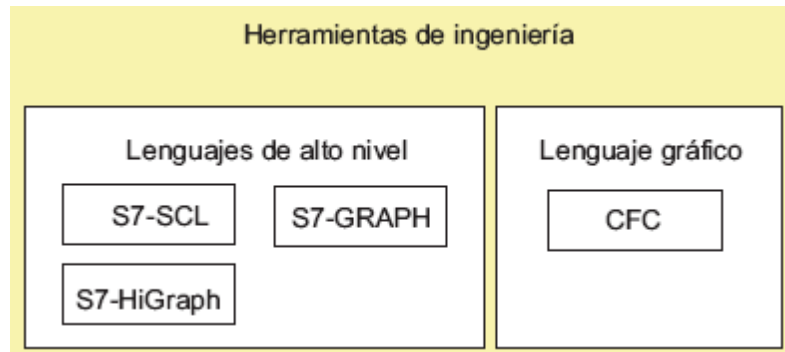 Herramientas de ingeniería
Lenguajes de alto nivel
S7-SCL
S7-GRAPH
S7-HiGraph
Lenguaje gráfico
CFC